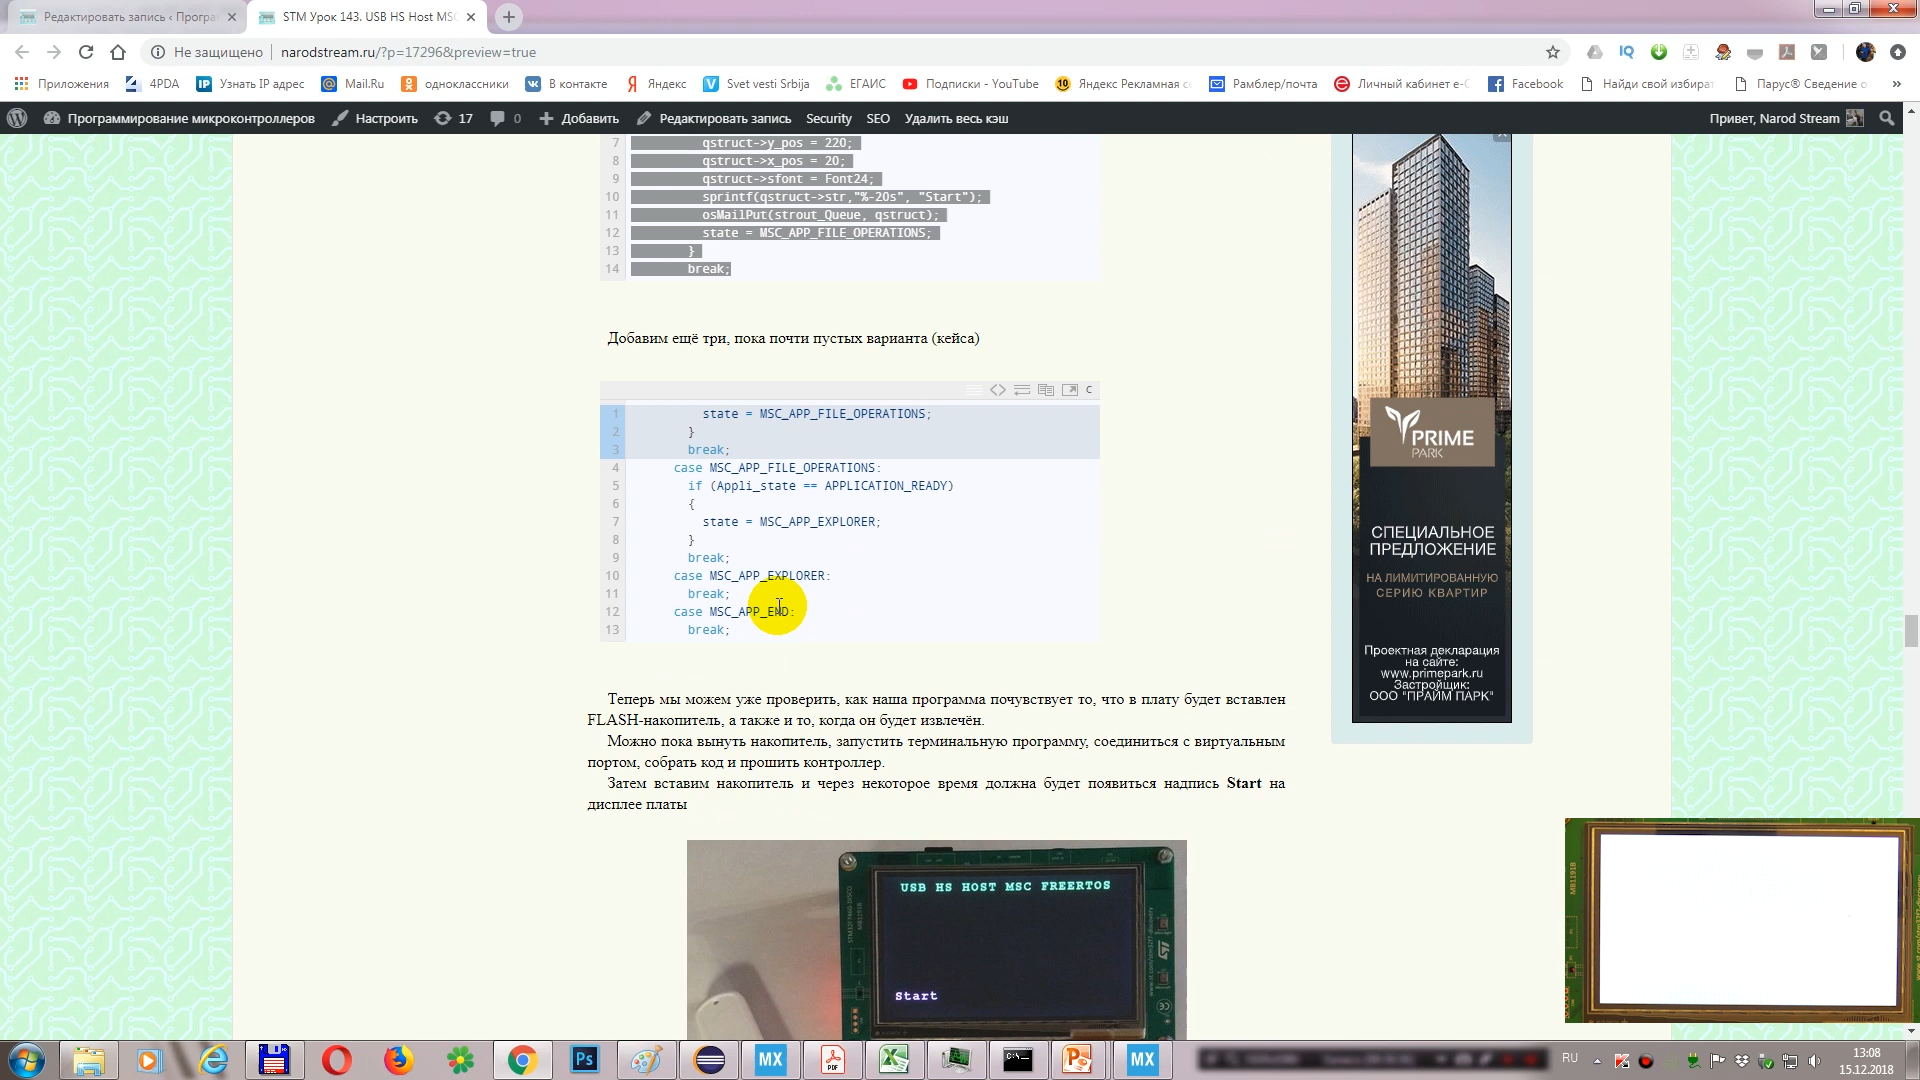 Редактировать запись ‹ Програ
STM Урок 143. USB HS Host MSC
Не защищено
narodstream.ru/?p=17296&preview=true
Приложения
4PDA
Узнать IP адрес
Mail.Ru
одноклассники
В контакте
Яндекс
Svet vesti Srbija
ЕГАИС
Подписки - YouTube
Яндекс Рекламная се
Рамблер/почта
Личный кабинет е-С
Facebook
Найди свой избират
Парус® Сведение о
»
Программирование микроконтроллеров
Настроить
17
0
Добавить
Редактировать запись
Security
SEO
Удалить весь кэш
Привет, Narod Stream
7 qstruct->y_pos = 220;
8 qstruct->x_pos = 20;
9 qstruct->sfont = Font24;
10 sprintf(qstruct->str,"%-20s", "Start");
11 osMailPut(strout_Queue, qstruct);
12 state = MSC_APP_FILE_OPERATIONS;
13 }
14 break;
Добавим ещё три, пока почти пустых варианта (кейса)
C
1 state = MSC_APP_FILE_OPERATIONS;
2 }
3 break;
4 case MSC_APP_FILE_OPERATIONS:
5 if (Appli_state == APPLICATION_READY)
6 {
7 state = MSC_APP_EXPLORER;
8 }
9 break;
10 case MSC_APP_EXPLORER:
11 break;
12 case MSC_APP_END:
13 break;
Теперь мы можем уже проверить, как наша программа почувствует то, что в плату будет вставлен
FLASH-накопитель, а также и то, когда он будет извлечён.
Можно пока вынуть накопитель, запустить терминальную программу, соединиться с виртуальным
портом, собрать код и прошить контроллер.
Затем вставим накопитель и через некоторое время должна будет появиться надпись Start на
дисплее платы
USB HS HOST MSC FREERTOS
Start
PRIME
PARK
СПЕЦИАЛЬНОЕ
ПРЕДЛОЖЕНИЕ
НА ЛИМИТИРОВАННУЮ
СЕРИЮ КВАРТИР
Проектная декларация
на сайте:
www.primepark.ru
Застройщик:
ООО "ПРАЙМ ПАРК"
MB1191B
RU
13:08
15.12.2018